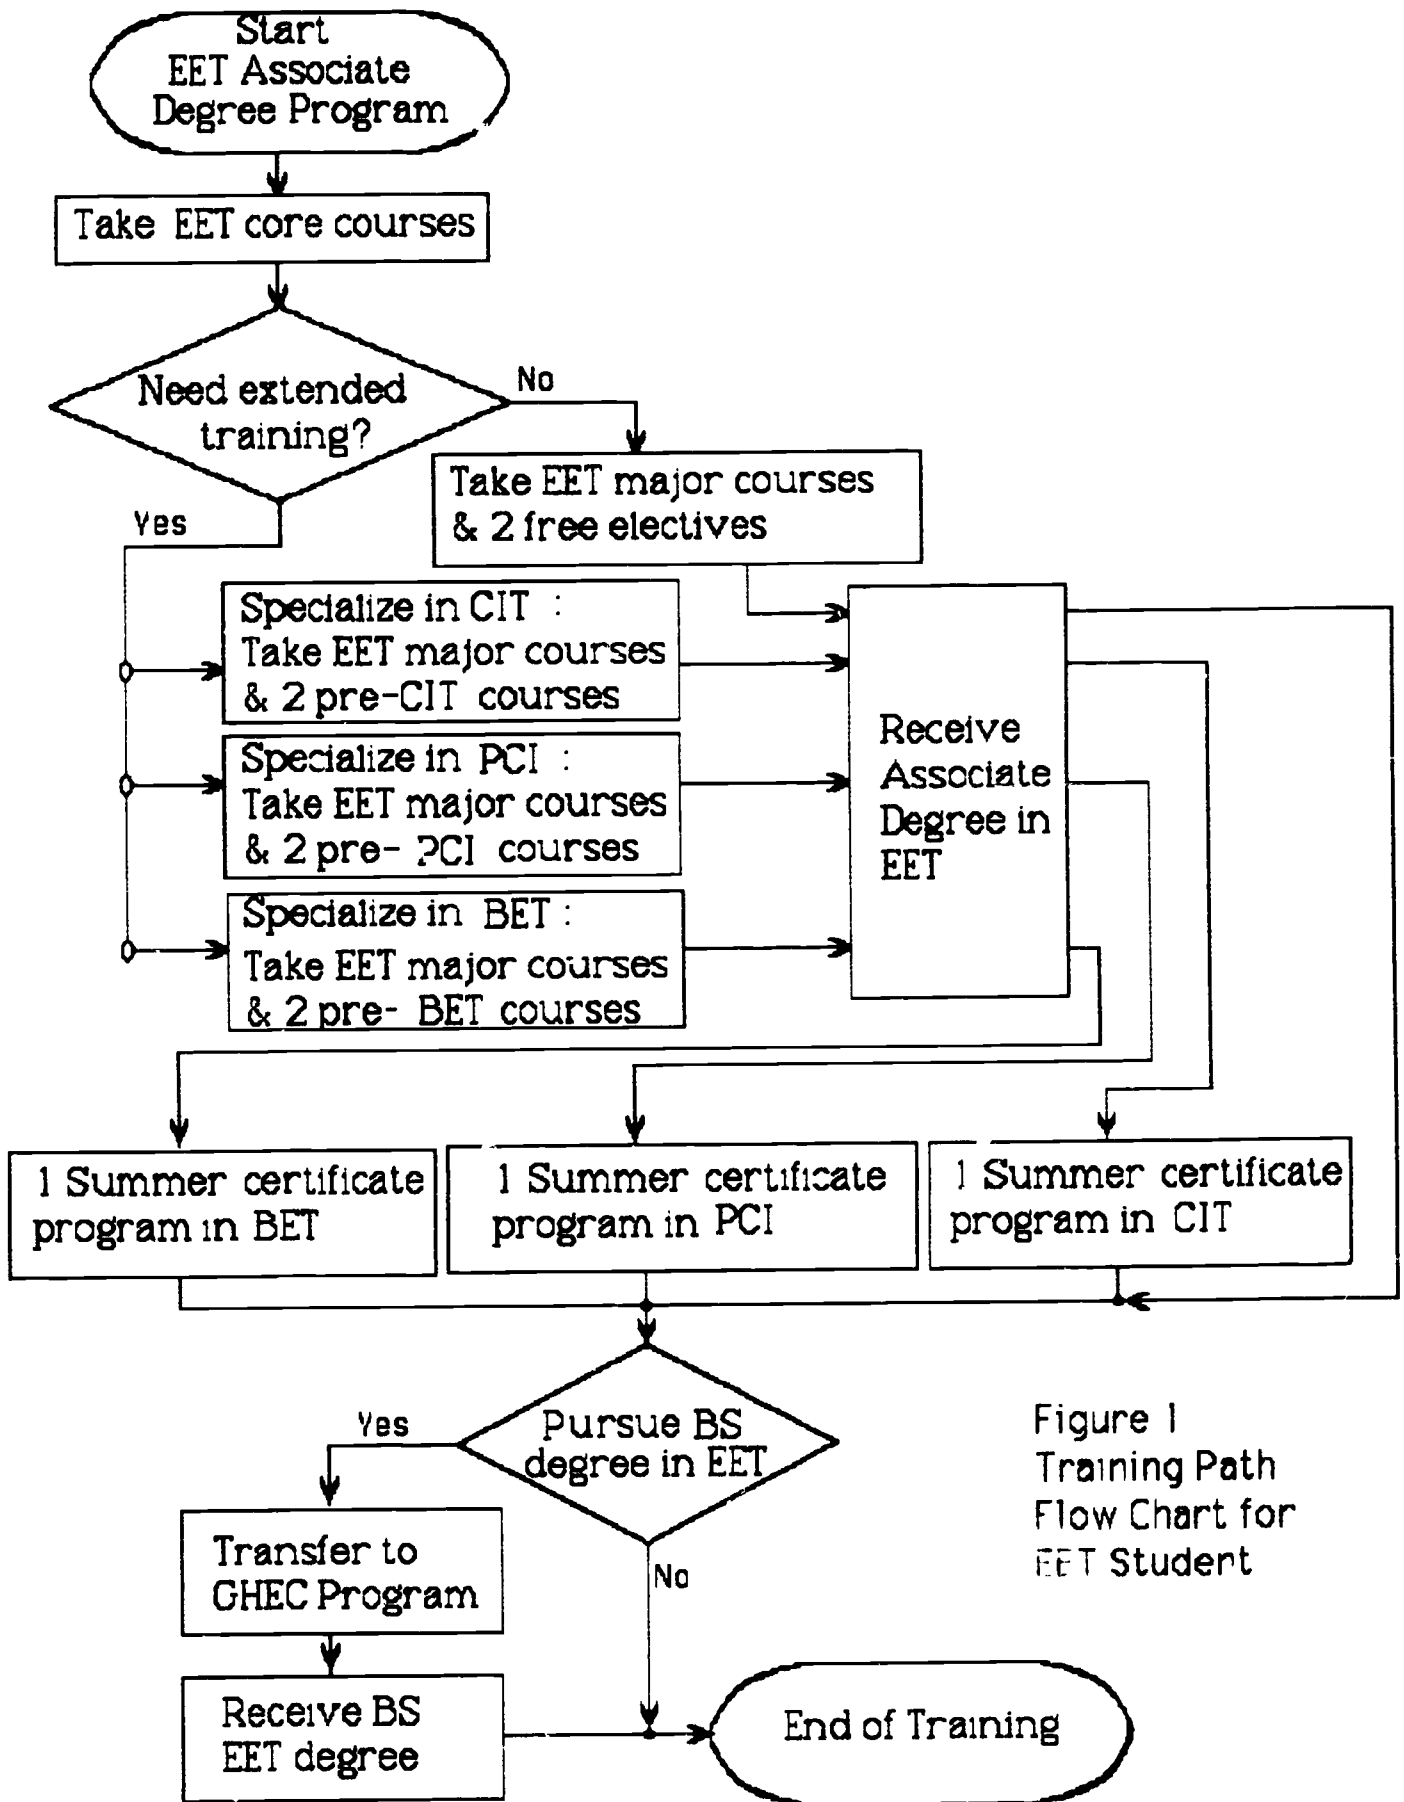 Start
EET Associate
Degree Program
Take EET core courses
Need extended
training?
No
Yes
Take EET major courses
& 2 free electives
Specialize in CIT :
Take EET major courses
& 2 pre-CIT courses
Specialize in PCI :
Take EET major courses
& 2 pre- PCI courses
Specialize in BET :
Take EET major courses
& 2 pre- BET courses
Receive
Associate
Degree in
EET
1 Summer certificate
program in BET
1 Summer certificate
program in PCI
1 Summer certificate
program in CIT
Pursue BS
degree in EET
Yes
No
Transfer to
GHEC Program
Receive BS
EET degree
End of Training
Figure 1
Training Path
Flow Chart for
EET Student